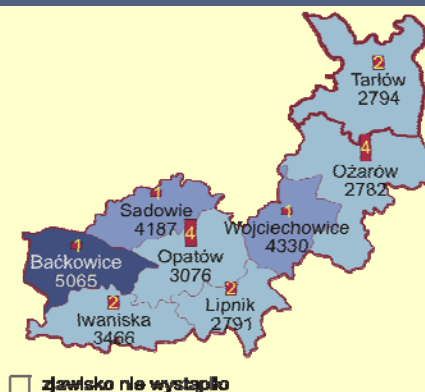 2
Tarłów
2794
4
Ożarów
2782
1
Sadowie
4187
4
Opatów
3076
1
Wojciechowice
4330
1
Baćkowice
5065
2
Iwaniska
3466
2
Lipnik
2791
zjawisko nie wystąpiło